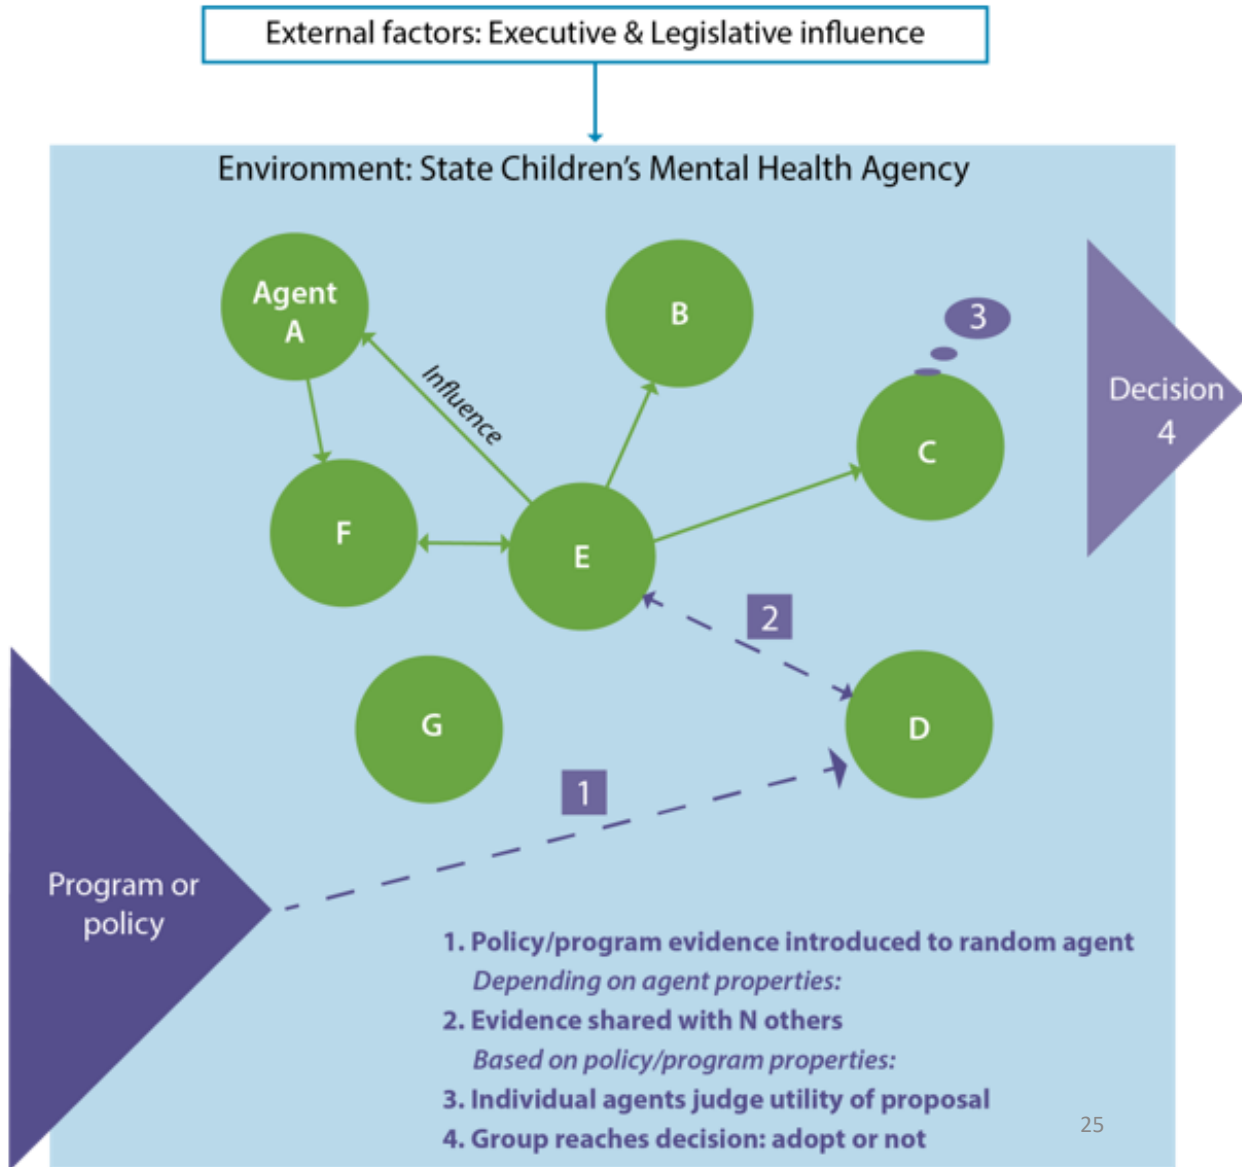 External factors: Executive & Legislative influence
Environment: State Children's Mental Health Agency
Agent
A
B
3
Influence
Decision
4
C
F
E
2
G
D
1
Program or
policy
1. Policy/program evidence introduced to random agent
Depending on agent properties:
2. Evidence shared with N others
Based on policy/program properties:
3. Individual agents judge utility of proposal
4. Group reaches decision: adopt or not
25